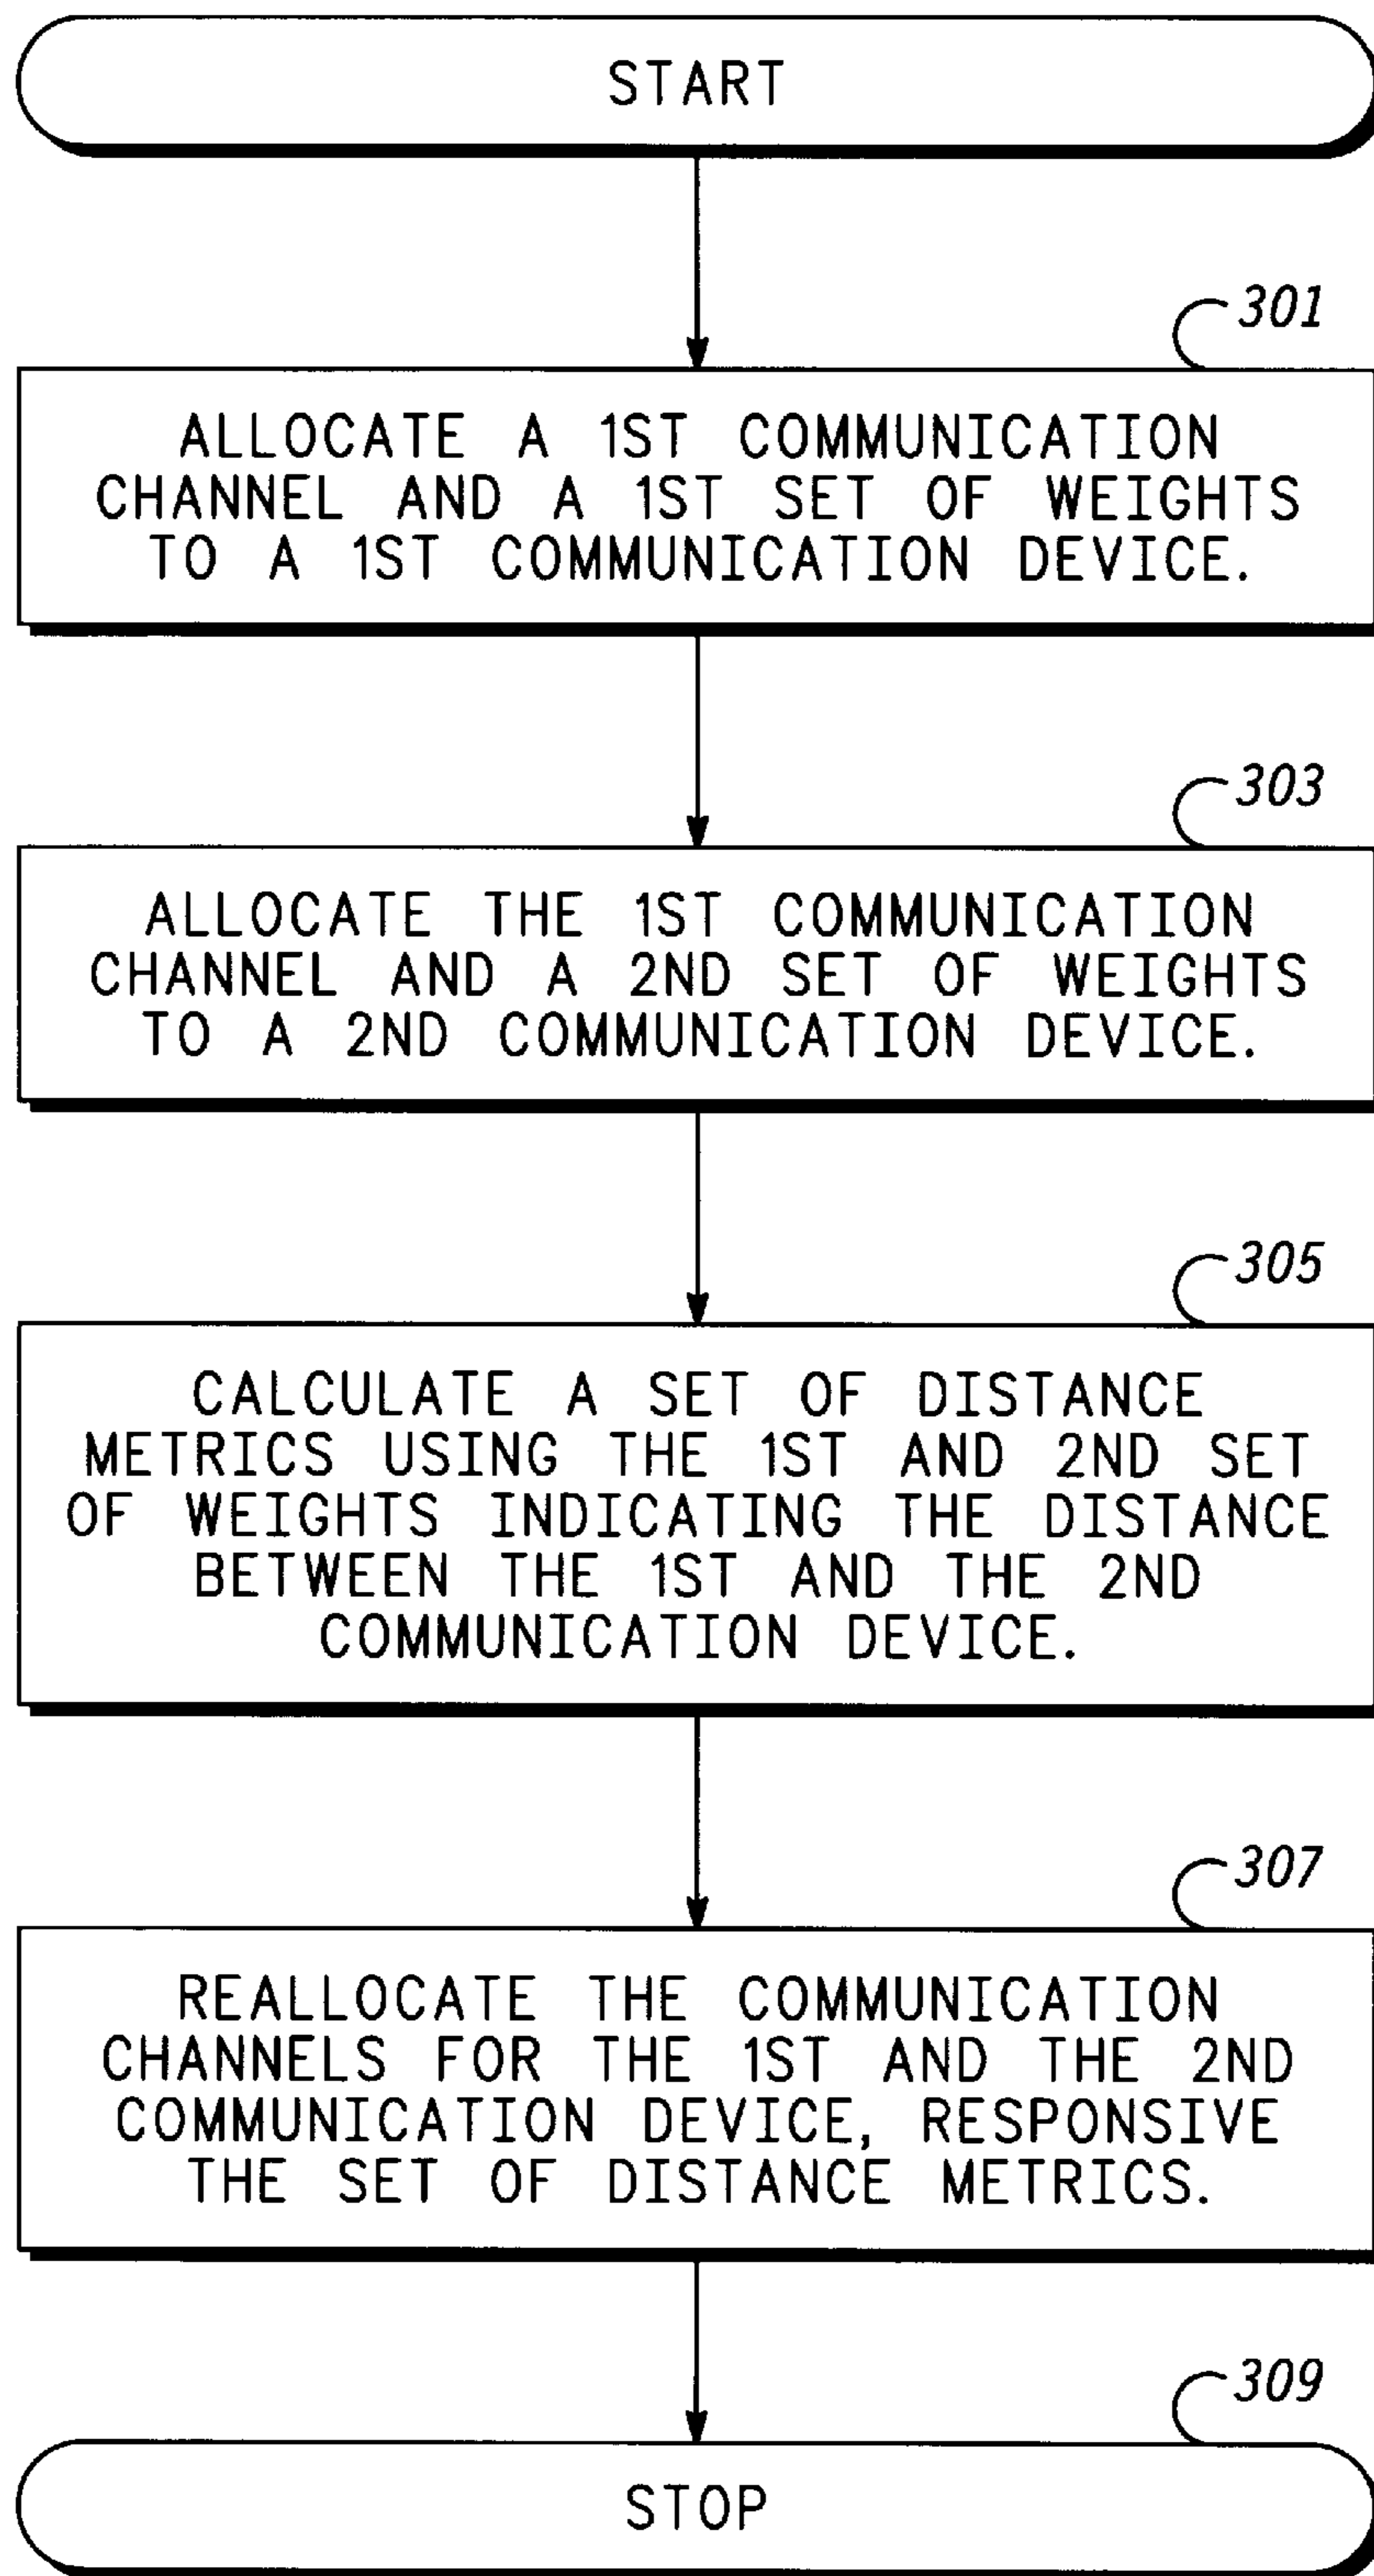 START
301
ALLOCATE A 1ST COMMUNICATION
CHANNEL AND A 1ST SET OF WEIGHTS
TO A 1ST COMMUNICATION DEVICE.
303
ALLOCATE THE 1ST COMMUNICATION
CHANNEL AND A 2ND SET OF WEIGHTS
TO A 2ND COMMUNICATION DEVICE.
305
CALCULATE A SET OF DISTANCE
METRICS USING THE 1ST AND 2ND SET
OF WEIGHTS INDICATING THE DISTANCE
BETWEEN THE 1ST AND THE 2ND
COMMUNICATION DEVICE.
307
REALLOCATE THE COMMUNICATION
CHANNELS FOR THE 1ST AND THE 2ND
COMMUNICATION DEVICE, RESPONSIVE
THE SET OF DISTANCE METRICS.
309
STOP